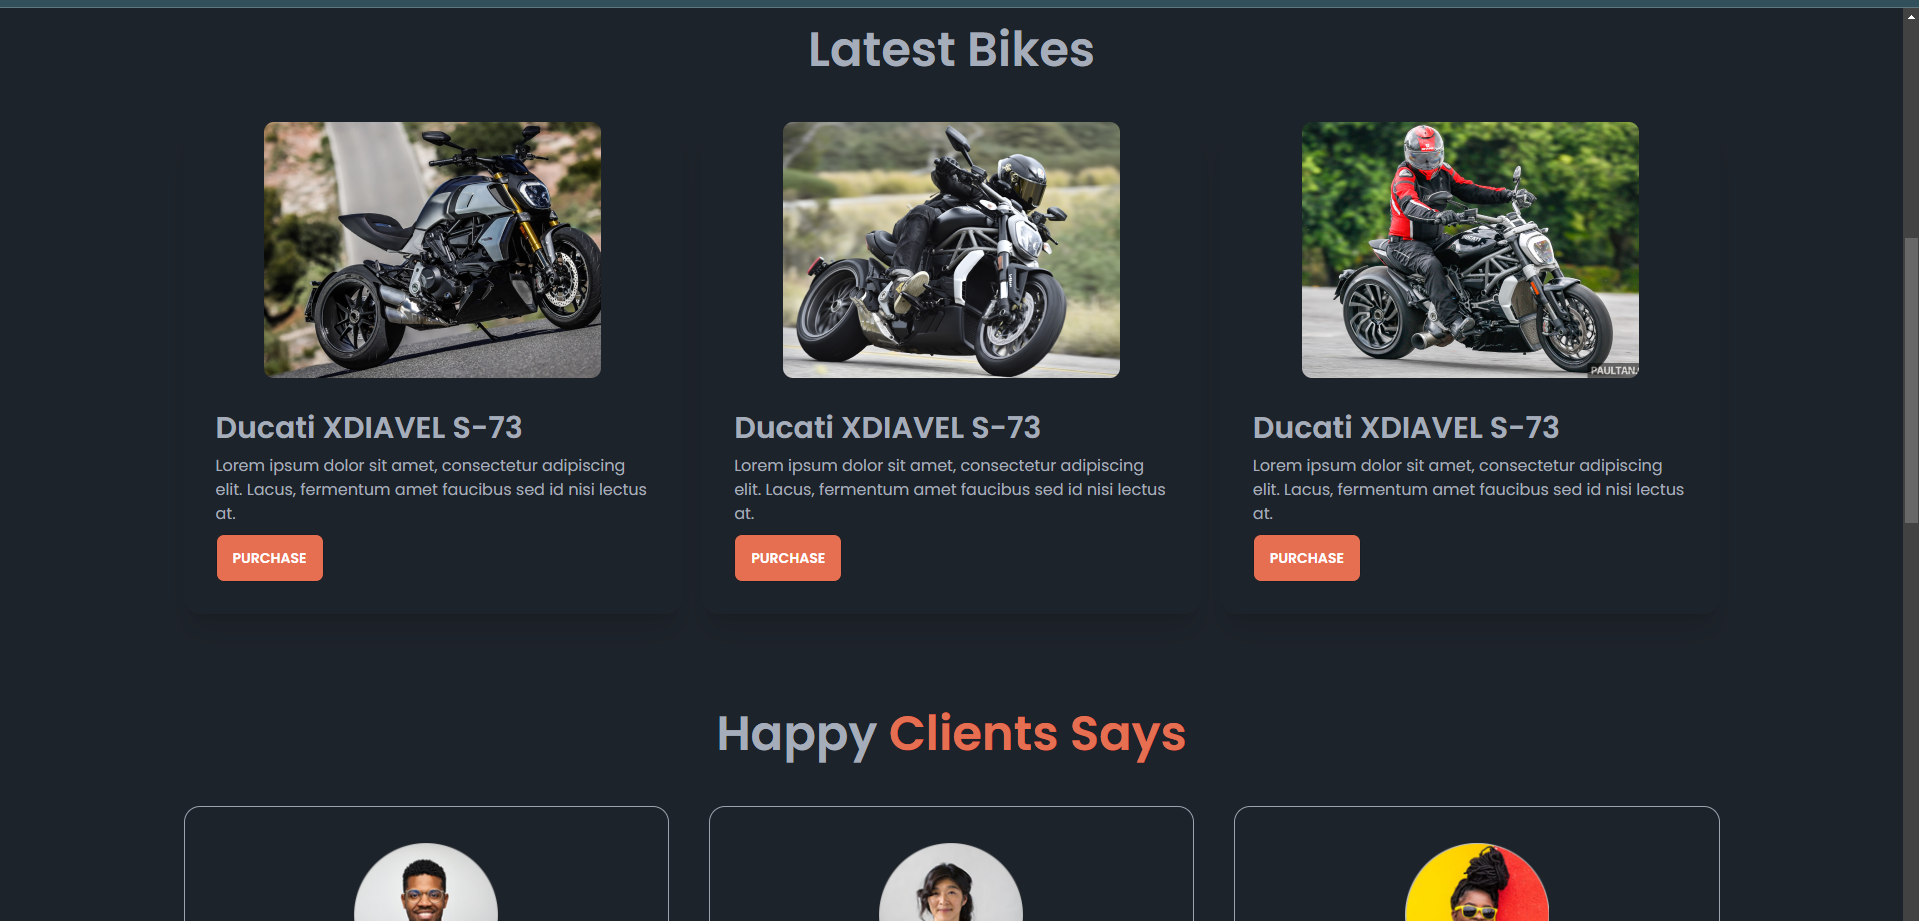 Latest Bikes
PAULTAN.
Ducati XDIAVEL S-73
Lorem ipsum dolor sit amet, consectetur adipiscing
elit. Lacus, fermentum amet faucibus sed id nisi lectus
at.
PURCHASE
Ducati XDIAVEL S-73
Lorem ipsum dolor sit amet, consectetur adipiscing
elit. Lacus, fermentum amet faucibus sed id nisi lectus
at.
PURCHASE
Ducati XDIAVEL S-73
Lorem ipsum dolor sit amet, consectetur adipiscing
elit. Lacus, fermentum amet faucibus sed id nisi lectus
at.
PURCHASE
Happy Clients Says